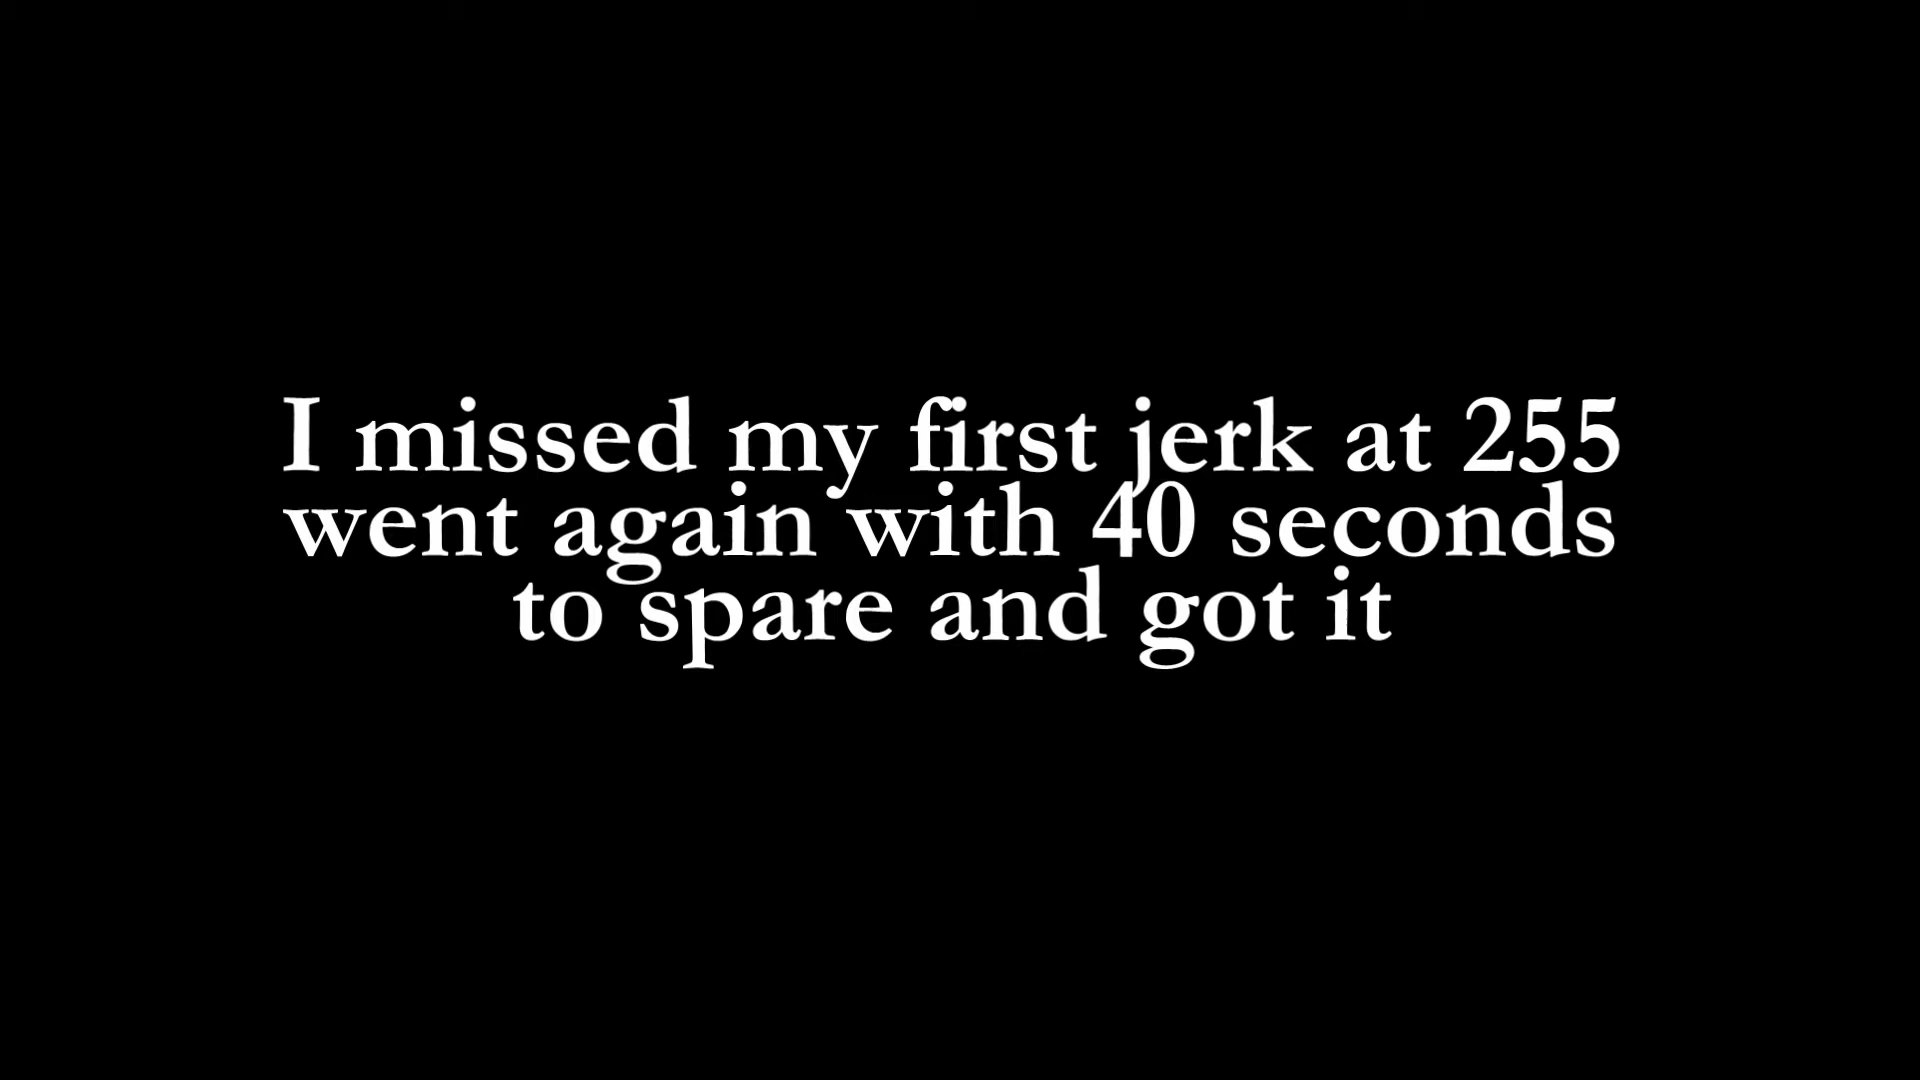 I missed my first jerk at 255
went again with 40 seconds
to spare and got it